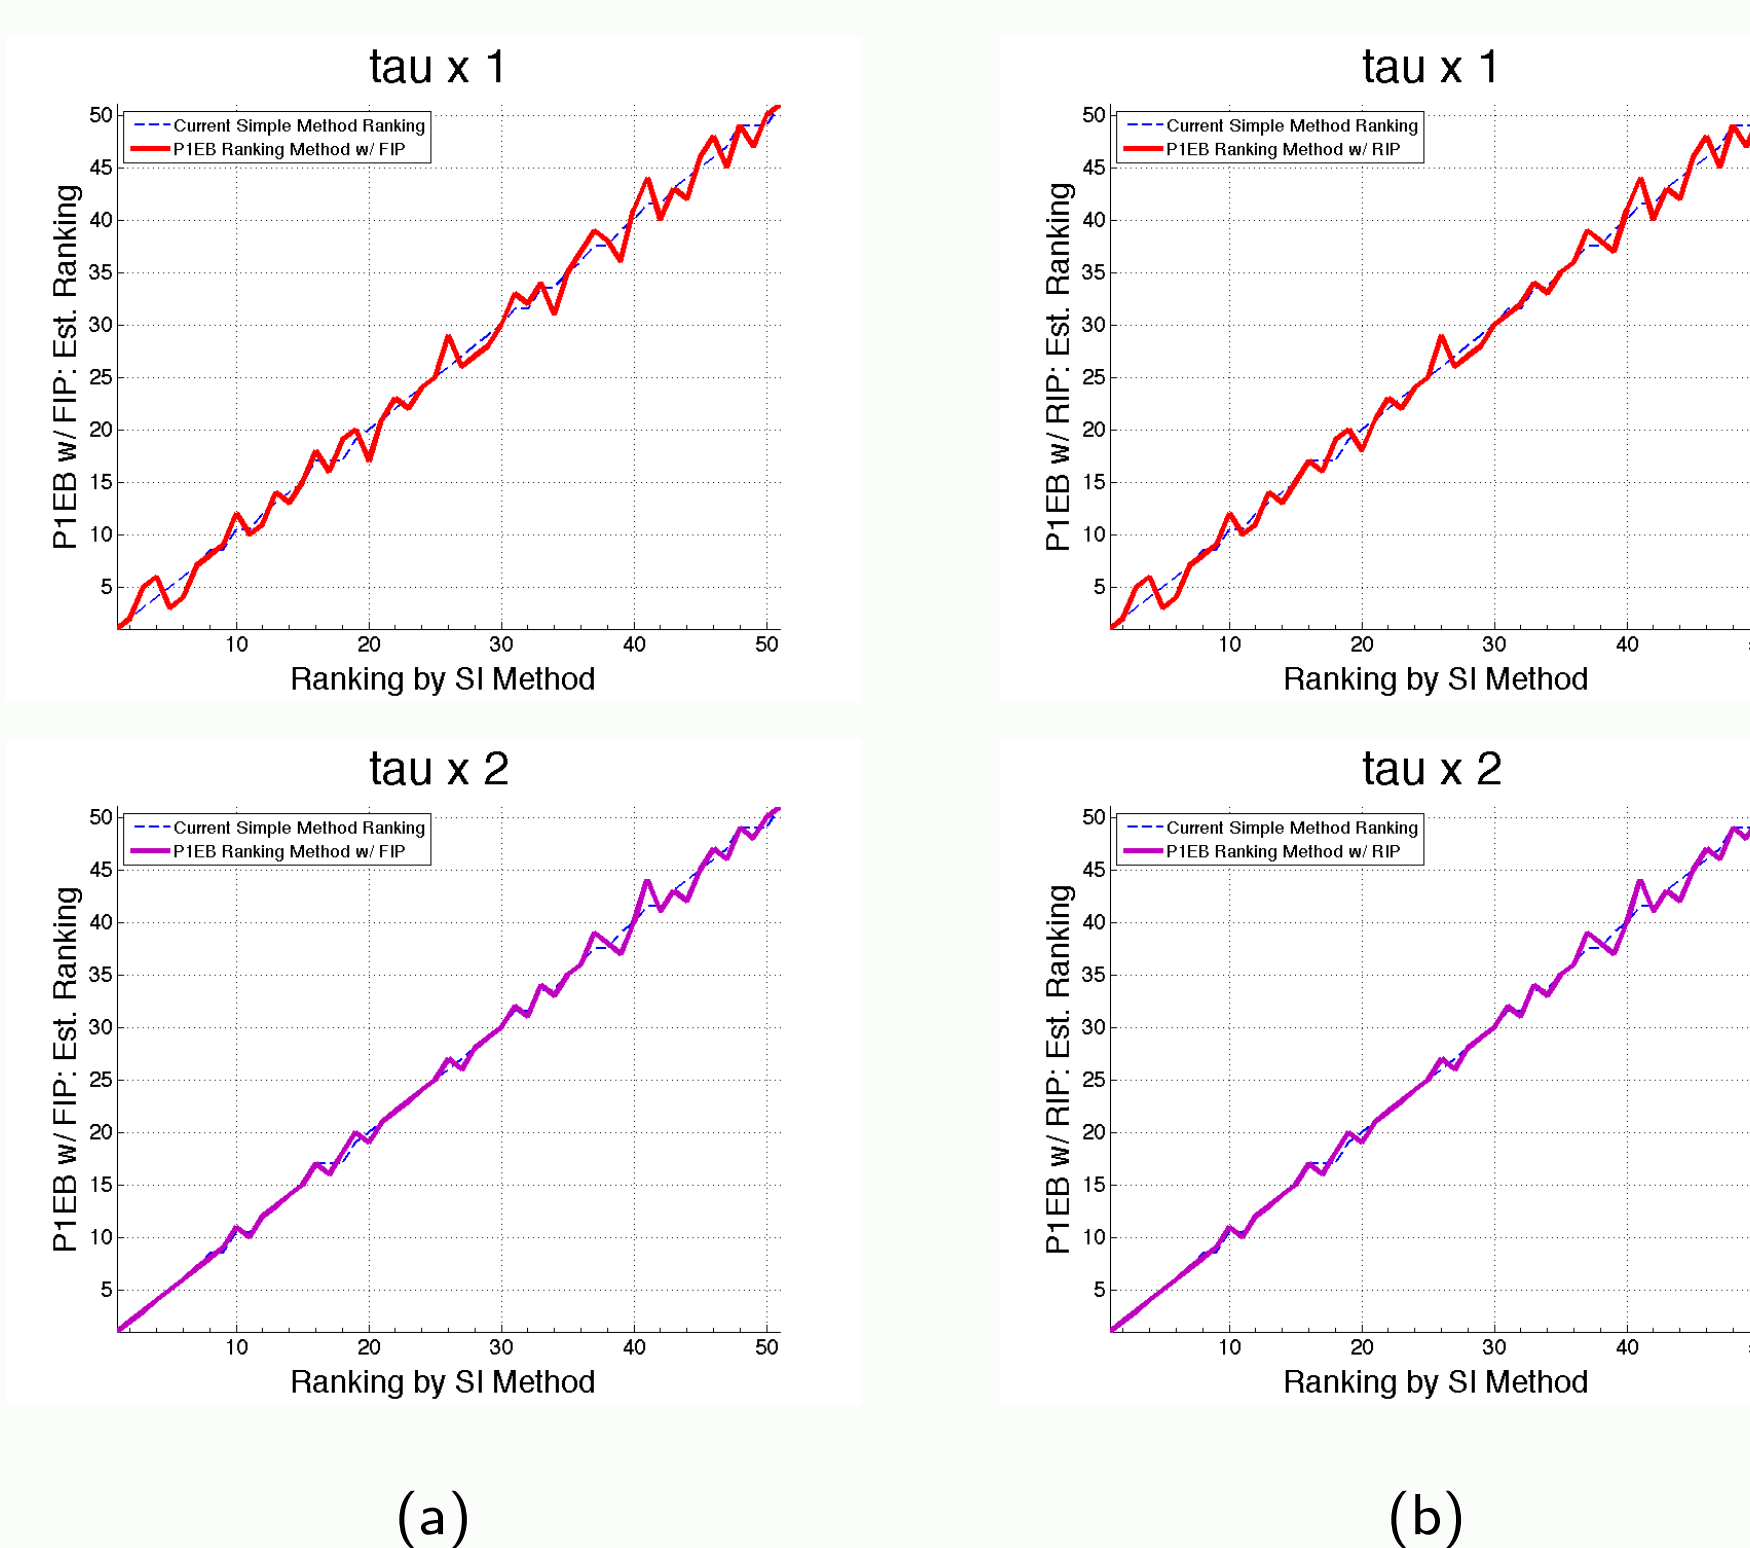 tau x 1
Current Simple Method Ranking
P1EB Ranking Method w/ FIP
P1EB w/ FIP: Est. Ranking
50
45
40
35
30
25
20
15
10
5
10 20 30 40 50
Ranking by SI Method
tau x 1
Current Simple Method Ranking
P1EB Ranking Method w/ RIP
P1EB w/ RIP: Est. Ranking
50
45
40
35
30
25
20
15
10
5
10 20 30 40
Ranking by SI Method
tau x 2
Current Simple Method Ranking
P1EB Ranking Method w/ FIP
P1EB w/ FIP: Est. Ranking
50
45
40
35
30
25
20
15
10
5
10 20 30 40 50
Ranking by SI Method
tau x 2
Current Simple Method Ranking
P1EB Ranking Method w/ RIP
P1EB w/ RIP: Est. Ranking
50
45
40
35
30
25
20
15
10
5
10 20 30 40
Ranking by SI Method
(a)
(b)